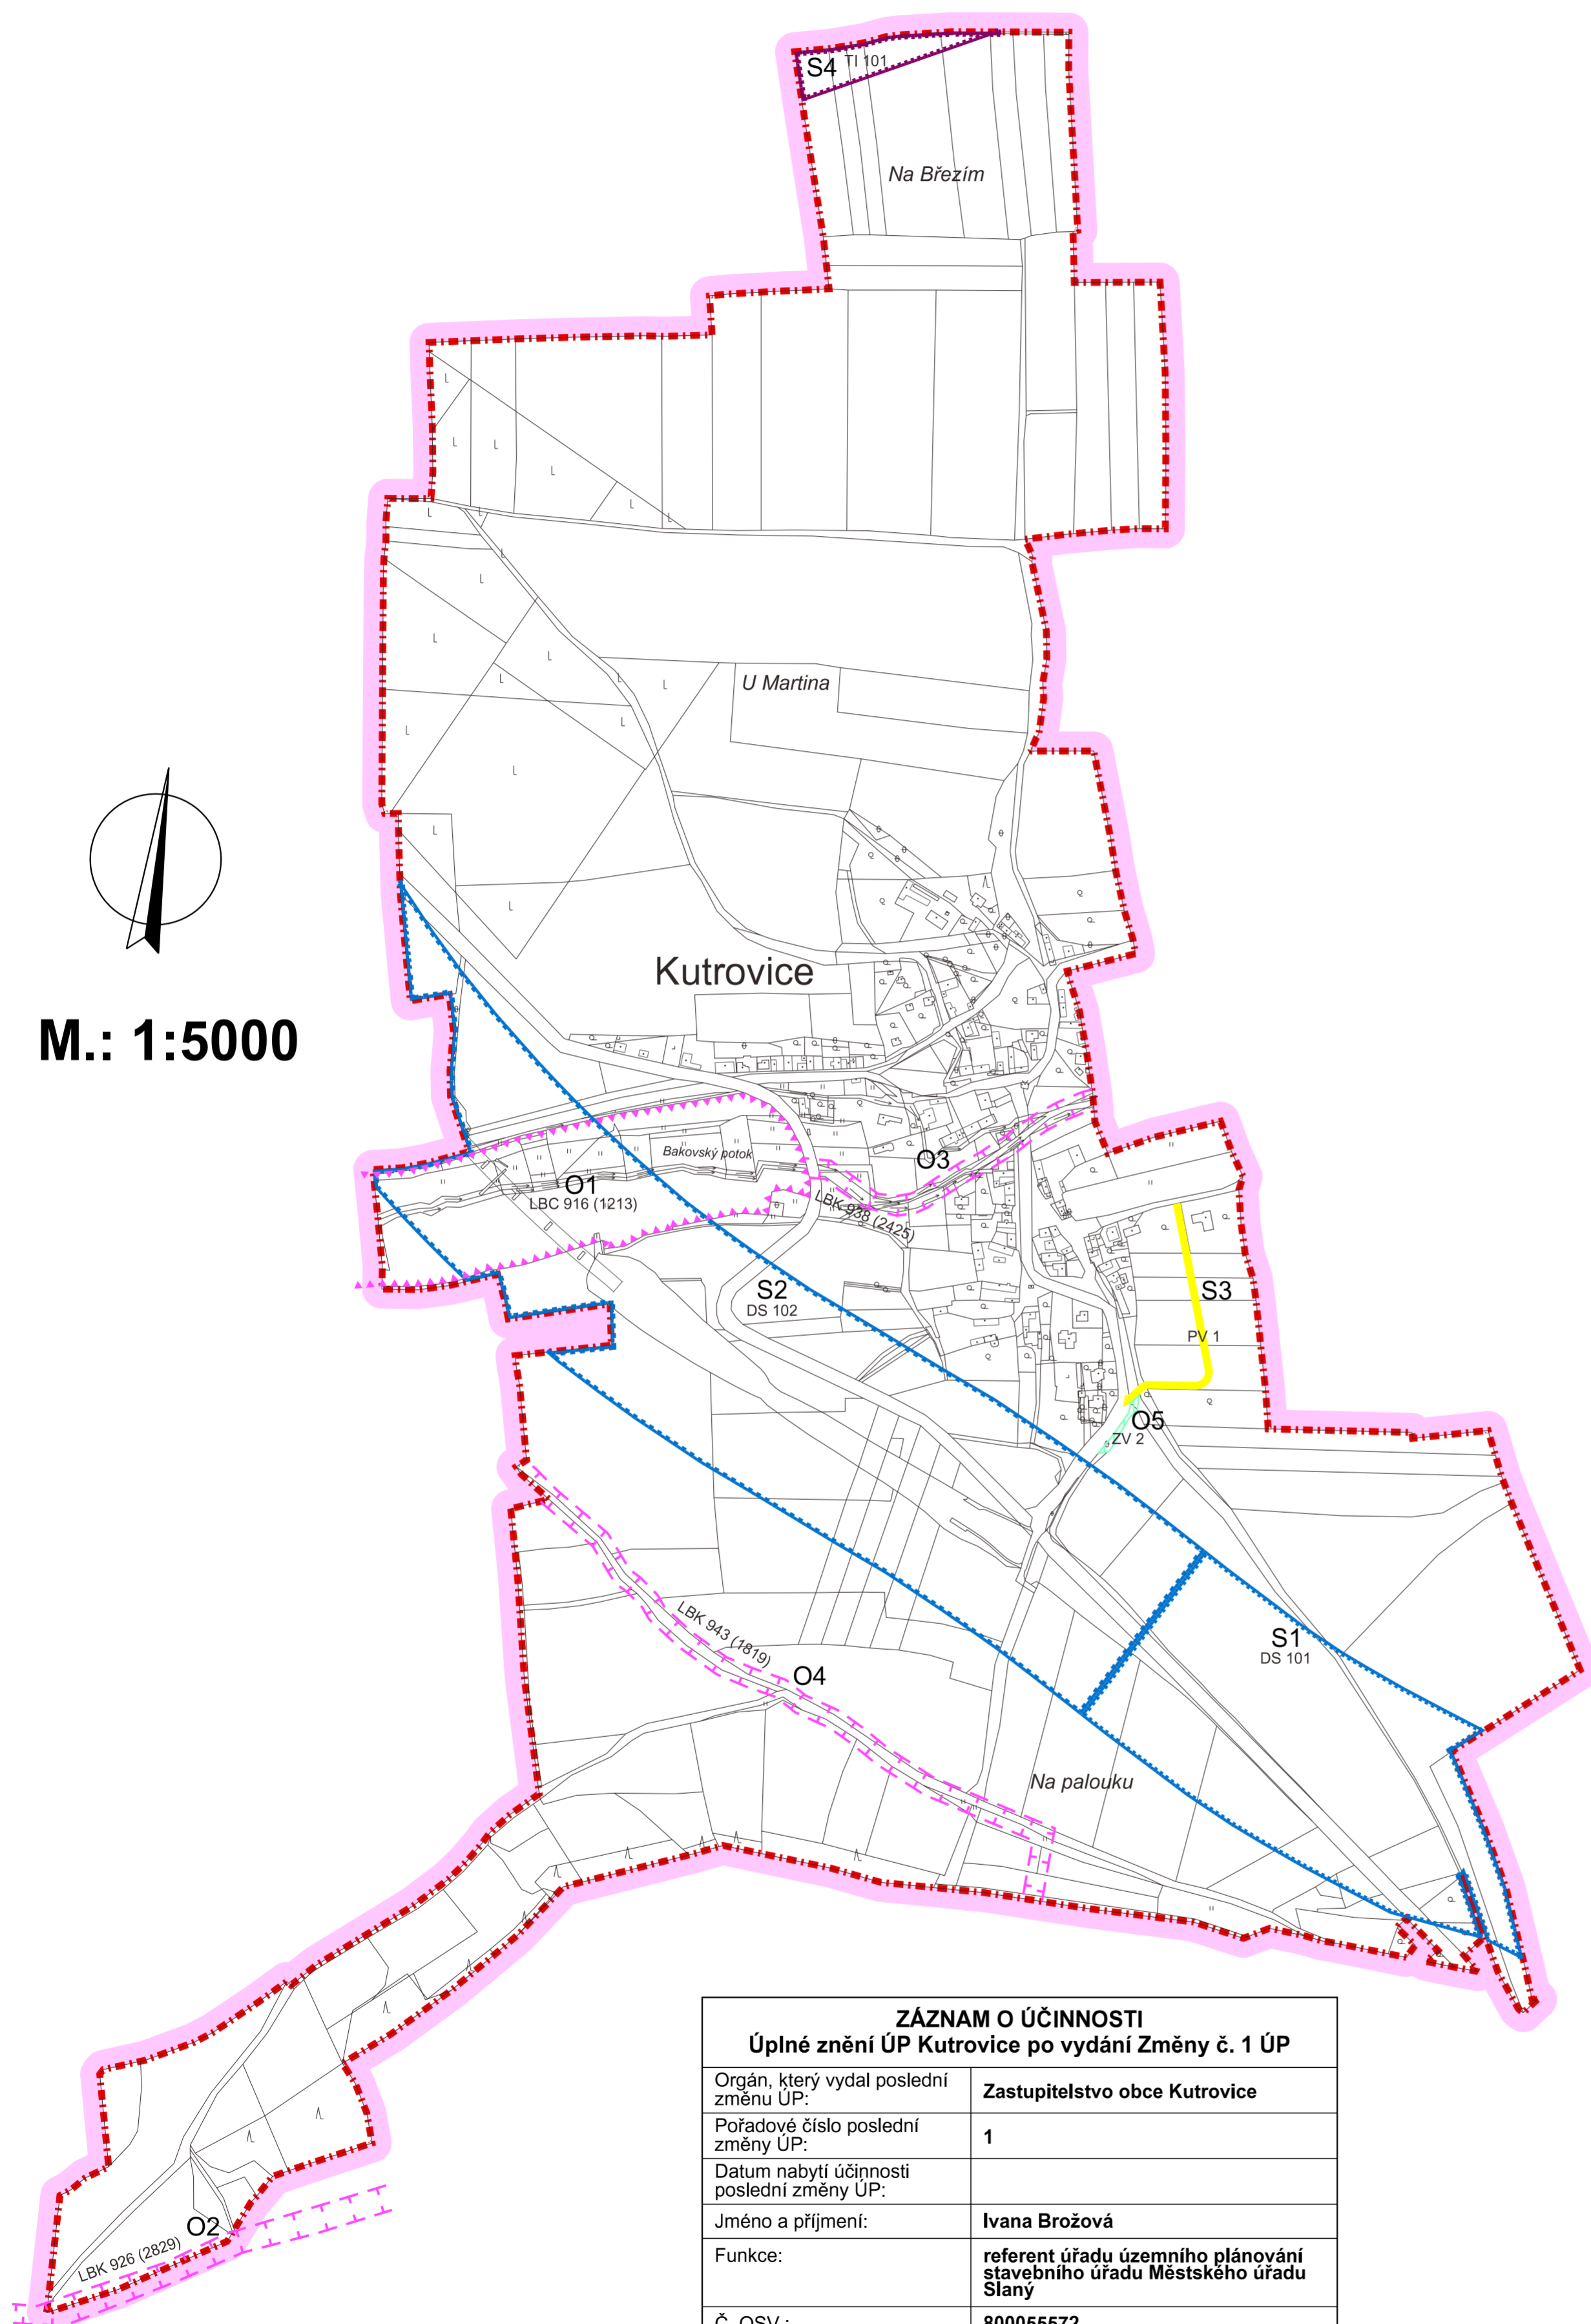 S4 TI 101
Na Březím
U Martina
Kutrovice
M.: 1:5000
Bakovský potok
O3
O1
LBC 916 (1213)
LBK 938 (2425)
S2
DS 102
S3
PV 1
O5
ZV 2
LBK 943 (1819)
S1
DS 101
O4
Na palouku
ZÁZNAM O ÚČINNOSTI
Úplné znění ÚP Kutrovice po vydání Změny č. 1 ÚP
Orgán, který vydal poslední
změnu ÚP:
Zastupitelstvo obce Kutrovice
Pořadové číslo poslední
změny ÚP:
1
Datum nabytí účinnosti
poslední změny ÚP:
Jméno a příjmení:
Ivana Brožová
Funkce:
referent úřadu územního plánování
stavebního úřadu Městského úřadu
Slaný
Č. OSV.:
800055572
O2
LBK 926 (2829)